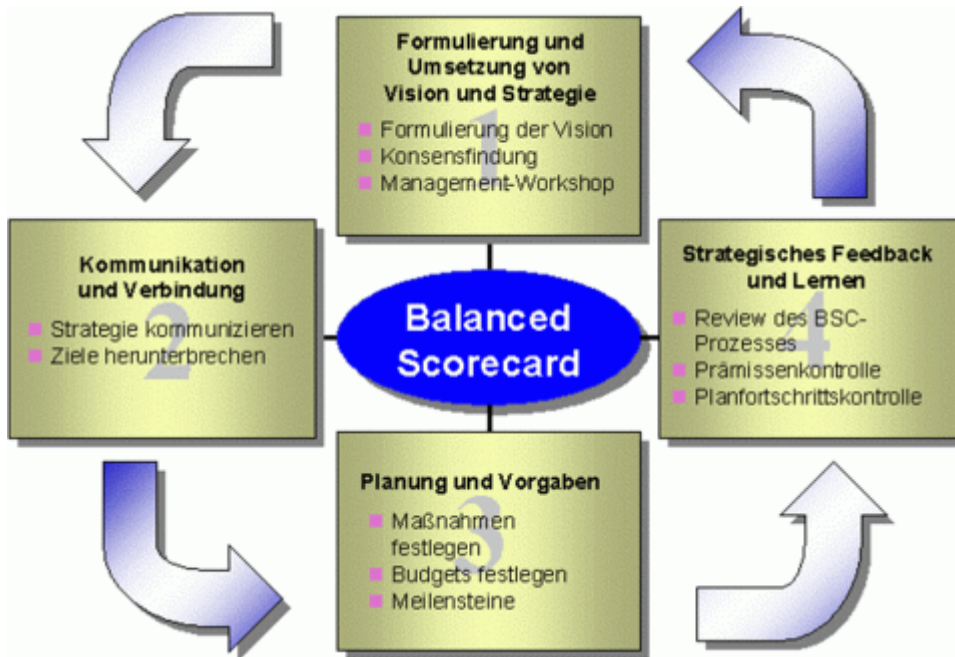 Formulierung und
Umsetzung von
Vision und Strategie
1
Formulierung der Vision
Konsensfindung
Management-Workshop
Kommunikation
und Verbindung
2
Strategie kommunizieren
Ziele herunterbrechen
Balanced
Scorecard
Strategisches Feedback
und Lernen
4
Review des BSC-
Prozesses
Prämissenkontrolle
Planfortschrittskontrolle
Planung und Vorgaben
3
Maßnahmen
festlegen
Budgets festlegen
Meilensteine